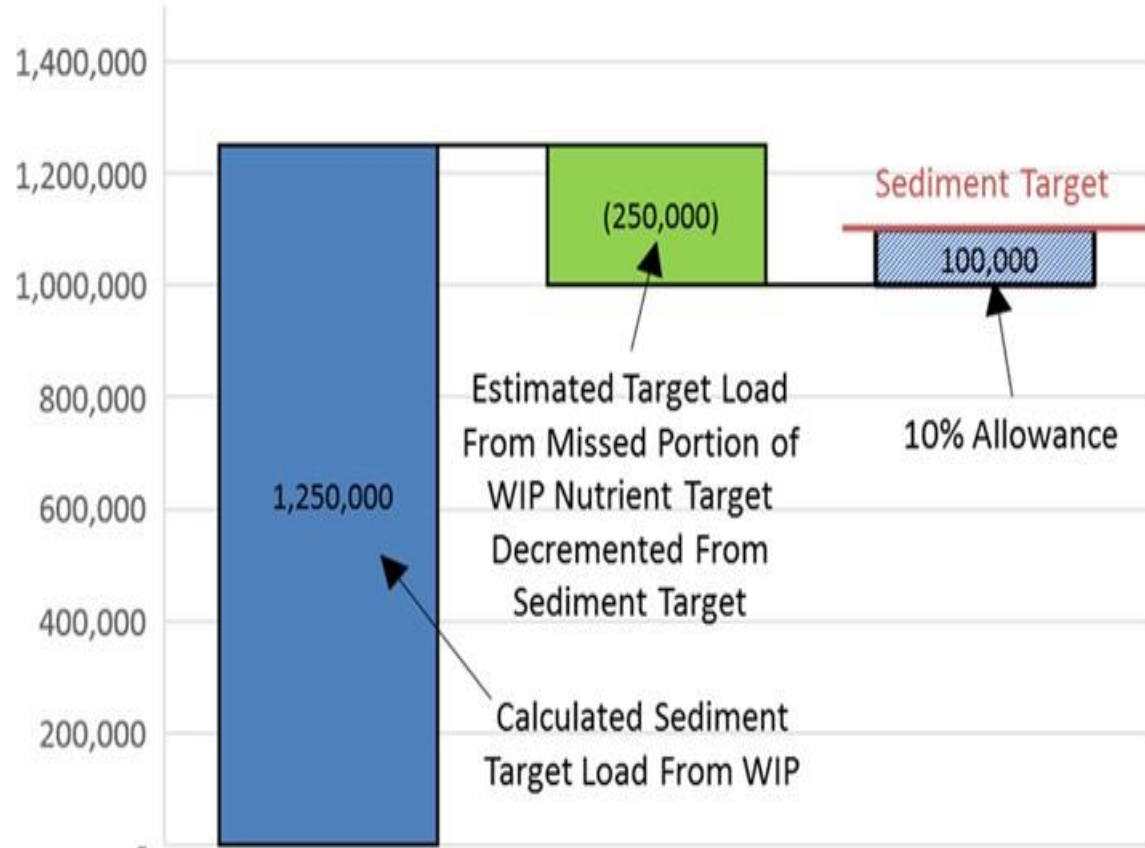 1,400,000
1,200,000
1,000,000
800,000
600,000
400,000
200,000
-
1,250,000
(250,000)
Sediment Target
100,000
Estimated Target Load
From Missed Portion of
WIP Nutrient Target
Decremented From
Sediment Target
10% Allowance
Calculated Sediment
Target Load From WIP